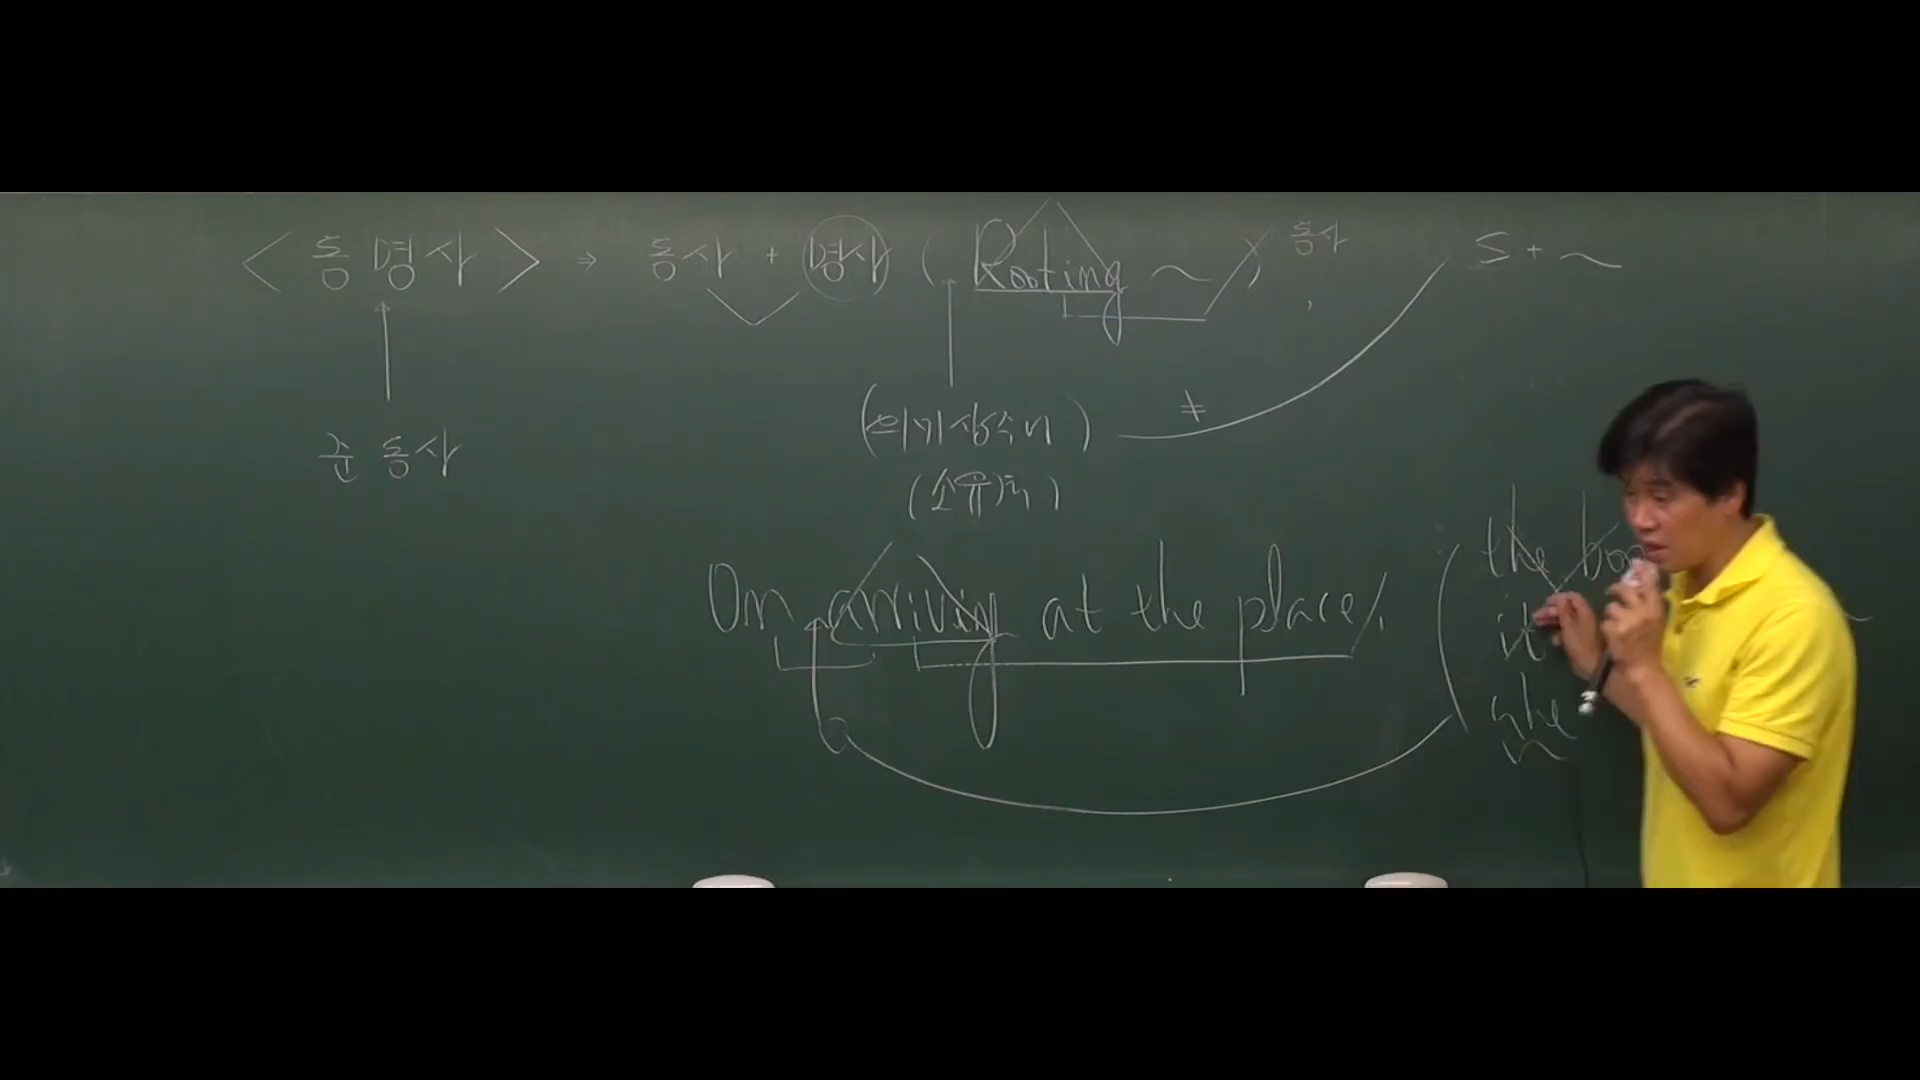 < 동명사 > ⇒ 동사 + 명사 ( Rooting ~ ), 동사 S + ~
준동사
(의미상주어) ≠
(소유격)
On arriving at the place, ( the
it
she